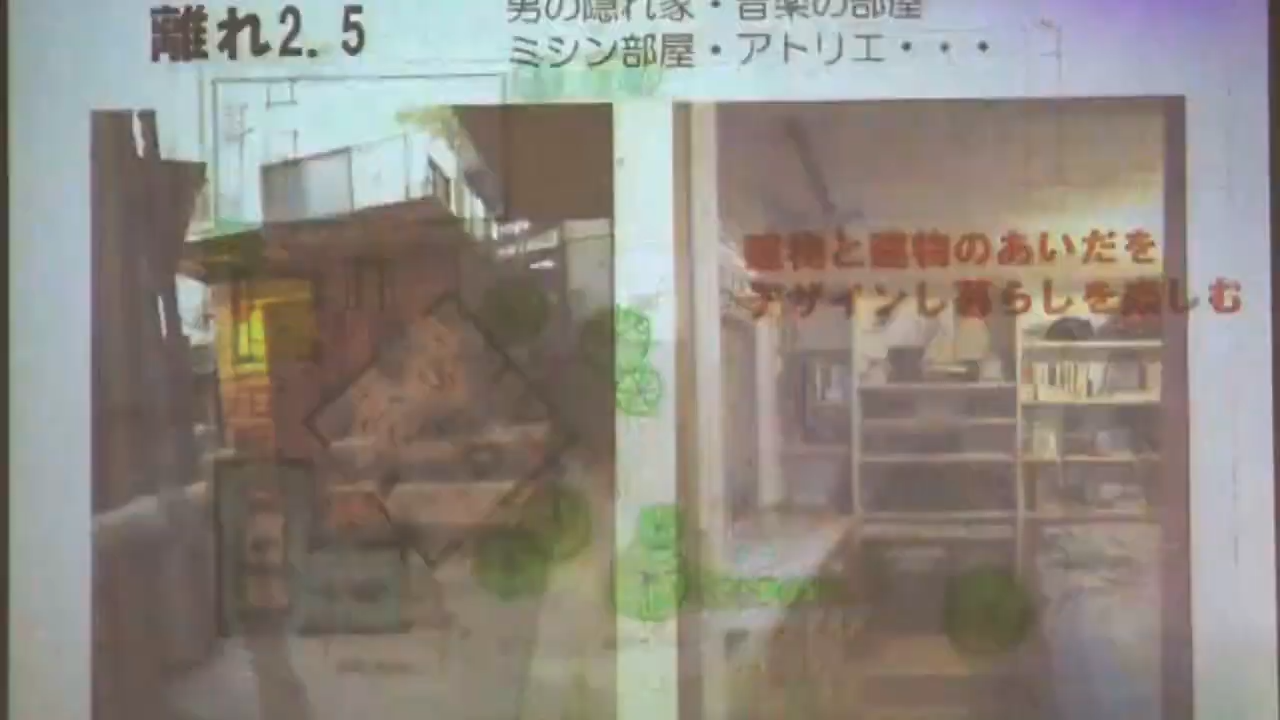 離れ2.5
男の隠れ家・音楽の部屋
ミシン部屋・アトリエ・・・
建物と建物のあいだを
デザインし暮らしを楽しむ